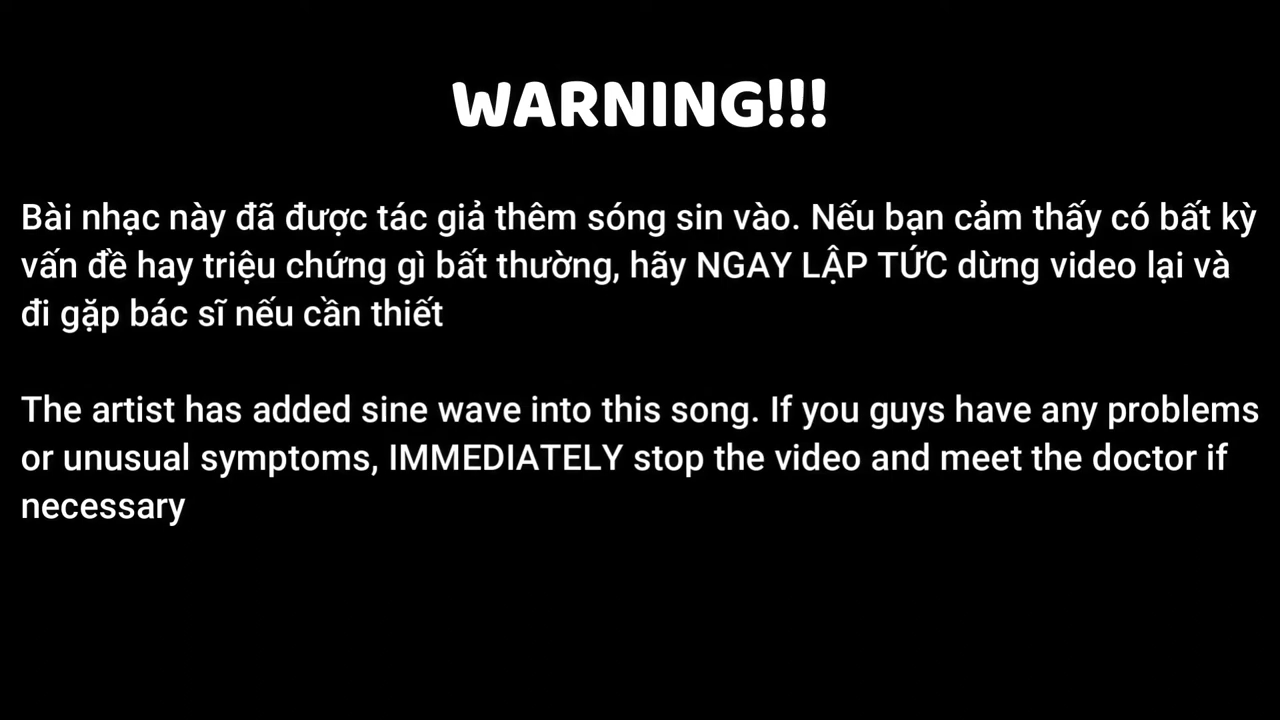 WARNING!!!
Bài nhạc này đã được tác giả thêm sóng sin vào. Nếu bạn cảm thấy có bất kỳ
vấn đề hay triệu chứng gì bất thường, hãy NGAY LẬP TỨC dừng video lại và
đi gặp bác sĩ nếu cần thiết
The artist has added sine wave into this song. If you guys have any problems
or unusual symptoms, IMMEDIATELY stop the video and meet the doctor if
necessary